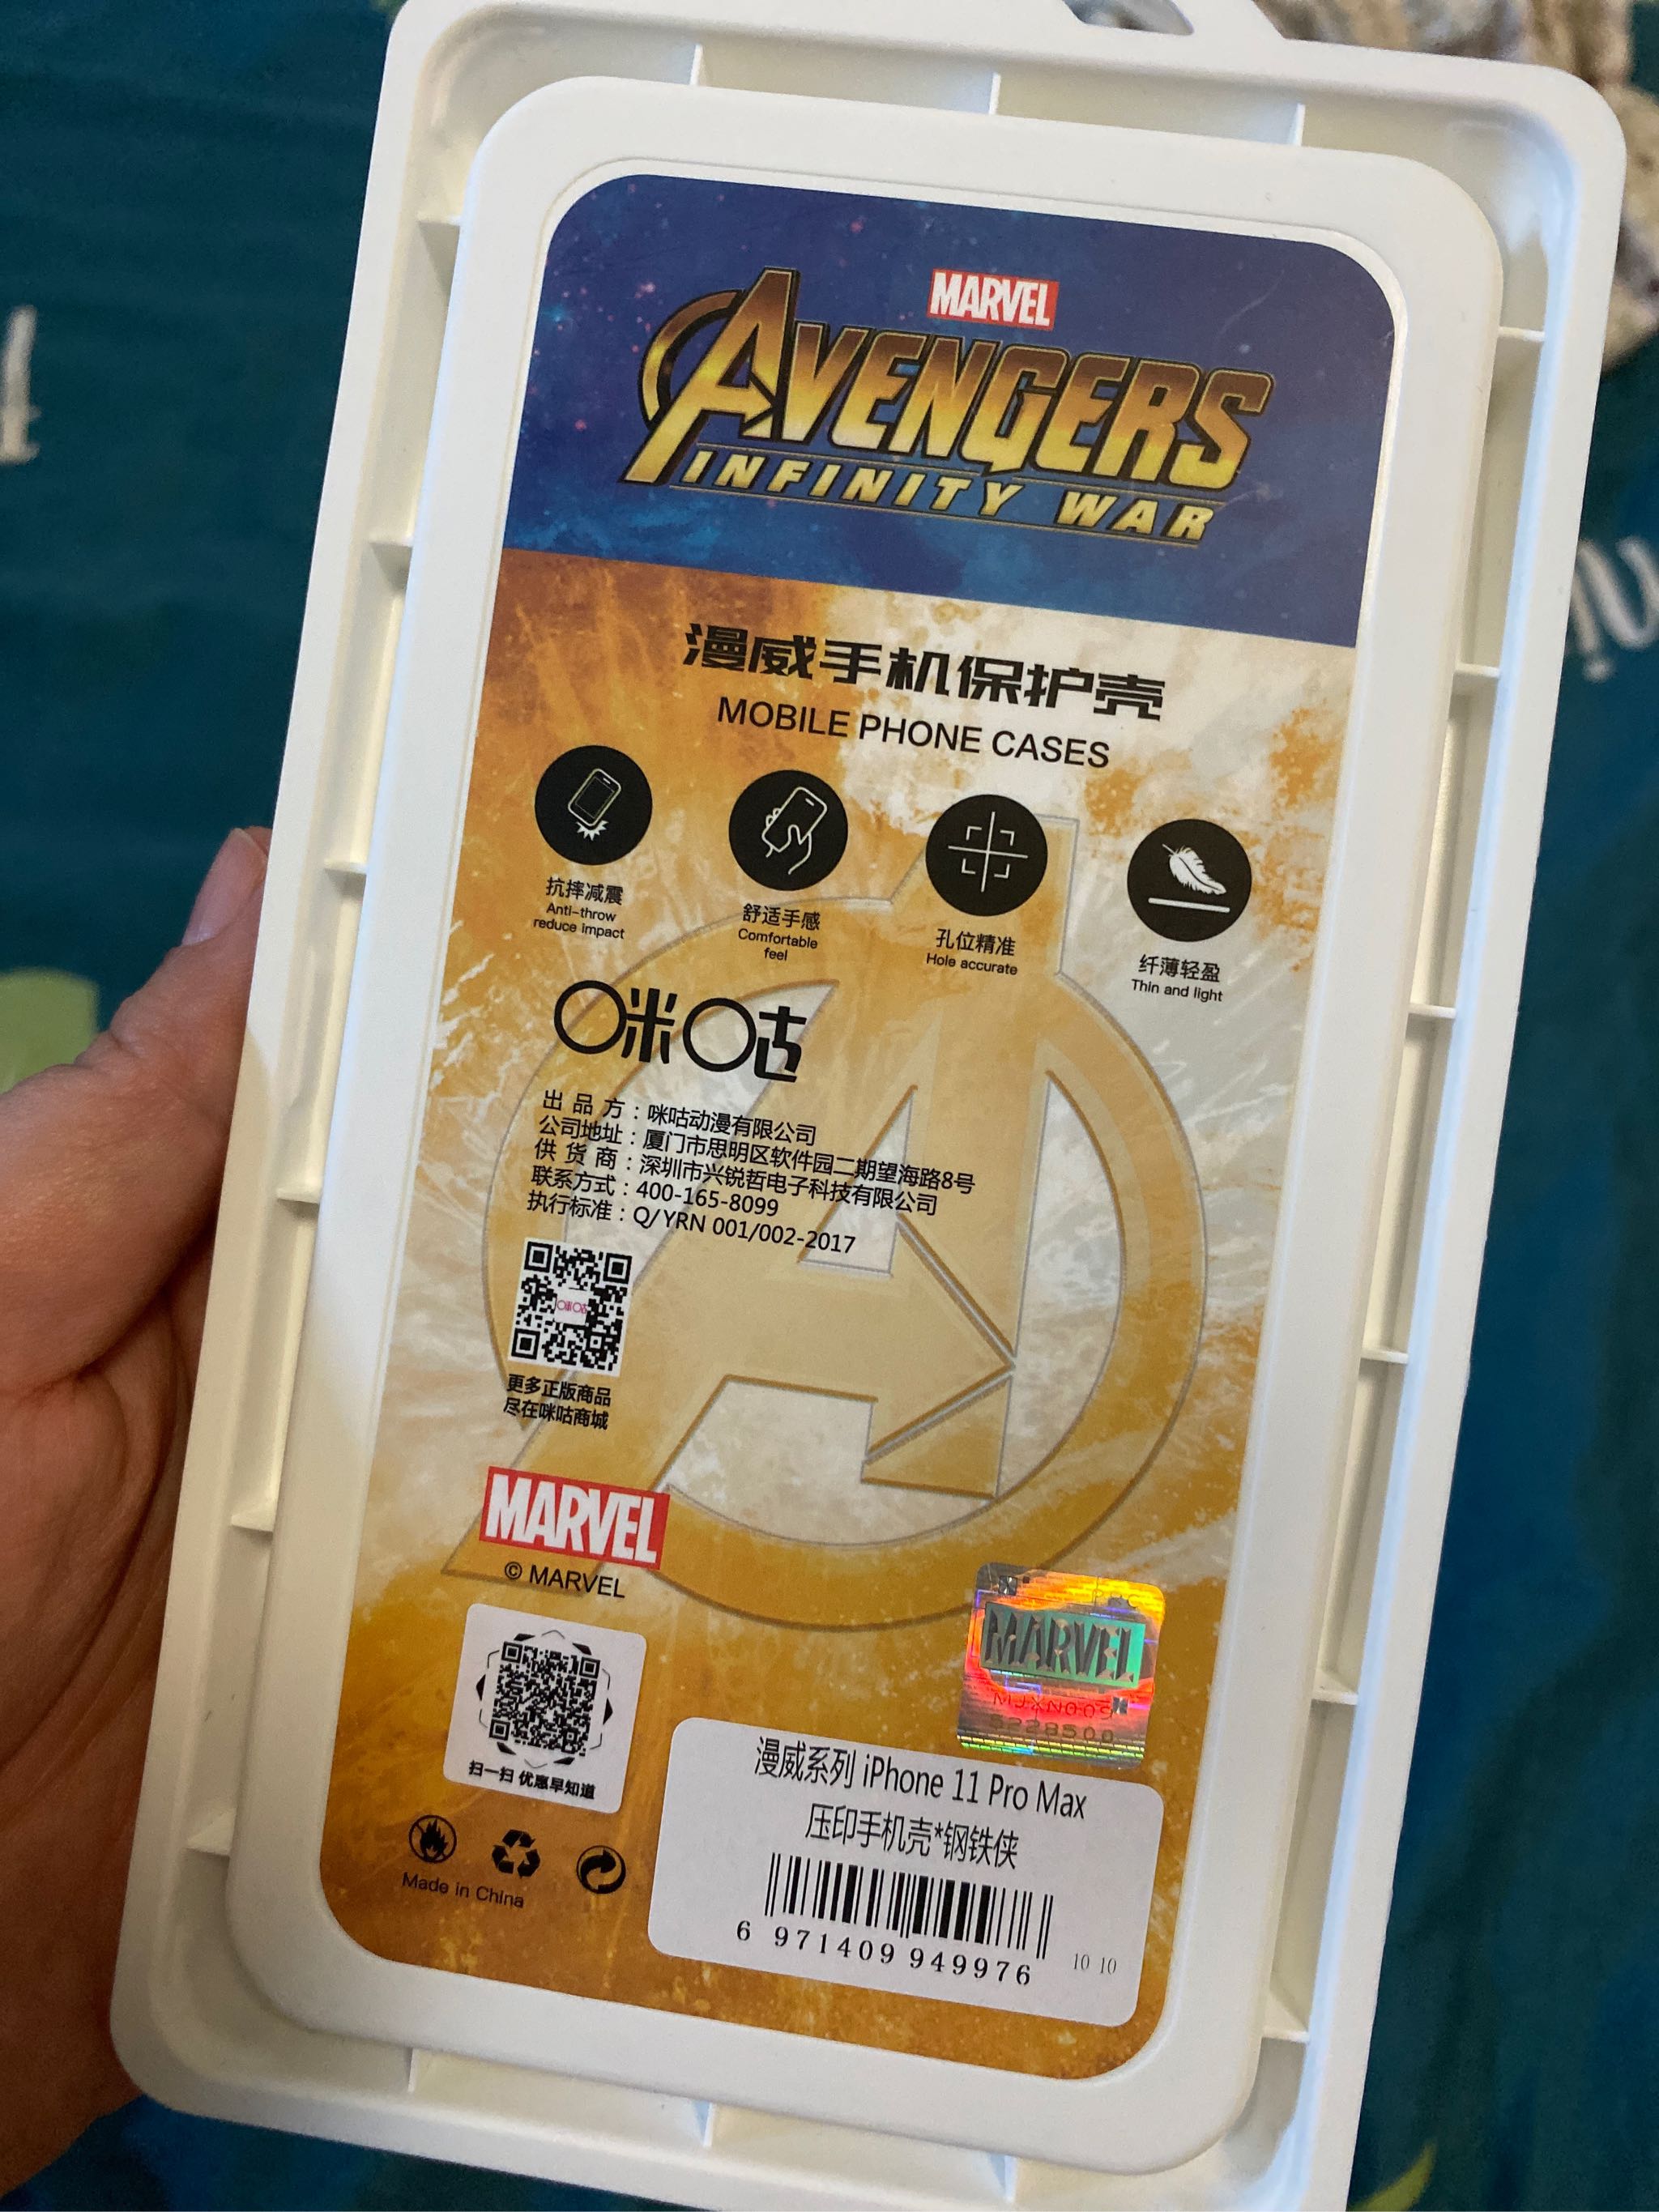 MARVEL
AVENGERS
INFINITY WAR
漫威手机保护壳
MOBILE PHONE CASES
抗摔减震
Anti-throw
reduce impact
舒适手感
Comfortable
feel
孔位精准
Hole accurate
纤薄轻盈
Thin and light
咪咕
出品方：咪咕动漫有限公司
公司地址：厦门市思明区软件园二期望海路8号
供货商：深圳市兴锐哲电子科技有限公司
联系方式：400-165-8099
执行标准：Q/YRN 001/002-2017
咪咕
更多正版商品
尽在咪咕商城
MARVEL
© MARVEL
MARVEL
5228500
扫一扫 优惠早知道
Made in China
漫威系列 iPhone 11 Pro Max
压印手机壳*钢铁侠
6 971409 949976
10 10